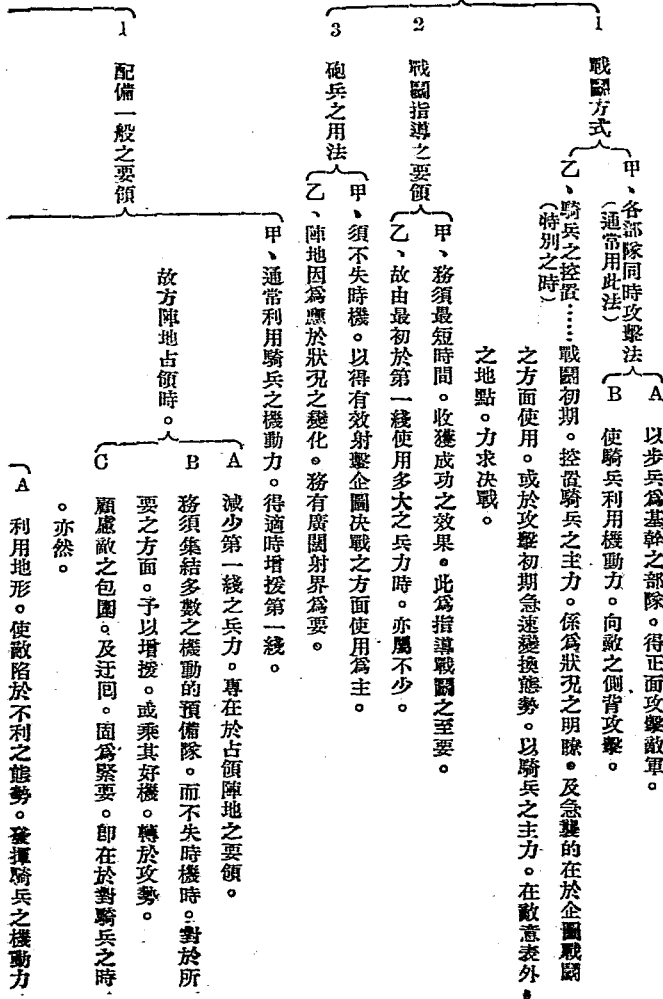 1
戰鬭方式
甲、各部隊同時攻擊法
（通常用此法）
A
以步兵爲基幹之部隊。得正面攻擊敵軍。
B
使騎兵利用機動力。向敵之側背攻擊。
乙、騎兵之控置……戰鬭初期。控置騎兵之主力。係爲狀況之明瞭。及急襲的在於企圖戰鬭
（特別之時）
之方面使用。或於攻擊初期急速變換態勢。以騎兵之主力。在敵意表外
之地點。力求決戰。
2
戰鬭指導之要領
甲、務須最短時間。收獲成功之效果。此爲指導戰鬭之至要。
乙、故由最初於第一綫使用多大之兵力時。亦屬不少。
3
砲兵之用法
甲、須不失時機。以得有效射擊企圖決戰之方面使用爲主。
乙、陣地因爲應於狀況之變化。務有廣闊射界爲要。
1
配備一般之要領
甲、通常利用騎兵之機動力。得適時增援第一綫。
故方陣地占領時。
A
減少第一綫之兵力。專在於占領陣地之要領。
B
務須集結多數之機動的預備隊。而不失時機時。對於所
要之方面。予以增援。或乘其好機。轉於攻勢。
C
顧慮敵之包圍。及迂回。固爲緊要。卽在於對騎兵之時
。亦然。
A
利用地形。使敵陷於不利之態勢。發揮騎兵之機動力